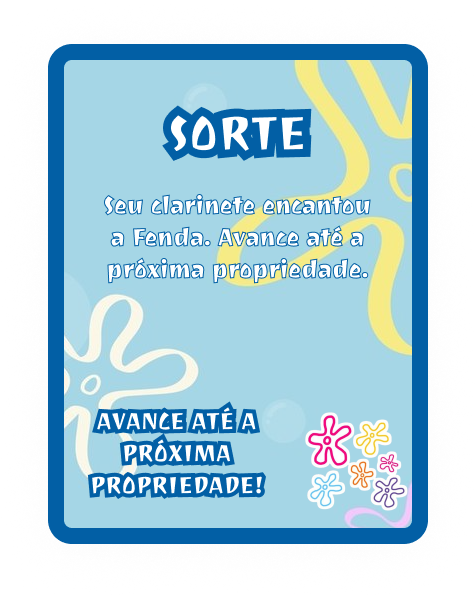 SORTE
Seu clarinete encantou
a Fenda. Avance até a
próxima propriedade.
AVANCE ATÉ A
PRÓXIMA
PROPRIEDADE!